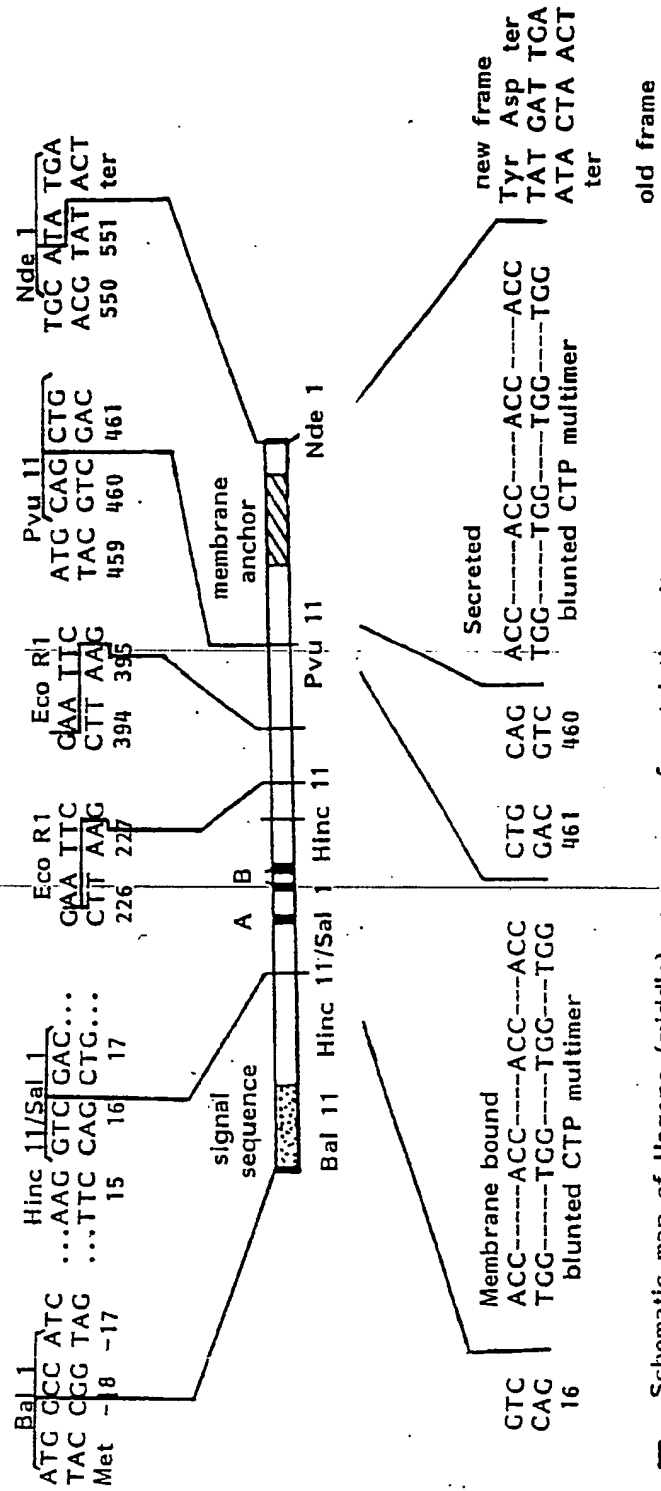 Bal 1
ATG GCC ATC
TAC CGG TAG
Met -18 -17
Hinc 11/Sal 1
...AAG GTC GAC...
...TTC CAG CTG...
15 16 17
Eco R1
GAA TTC
CTT AAG
226 227
Eco R1
GAA TTC
CTT AAG
394 395
Pvu 11
ATG CAG CTG
TAC GTC GAC
459 460 461
Nde 1
TGC ATA TGA
ACG TAT ACT
550 551 ter
signal
sequence
A
B
membrane
anchor
Bal 11
Hinc 11/Sal 1
Hinc 11
Pvu 11
Nde 1
GTC
CAG
16
Membrane bound
ACC-----ACC----ACC---ACC
TGG------TGG----TGG---TGG
blunted CTP multimer
CTG
GAC
461
CAG
GTC
460
Secreted
ACC-----ACC----ACC ----ACC
TGG------TGG----TGG----TGG
blunted CTP multimer
new frame
Tyr Asp ter
TAT GAT TGA
ATA CTA ACT
ter
old frame
Schematic map of (middle)